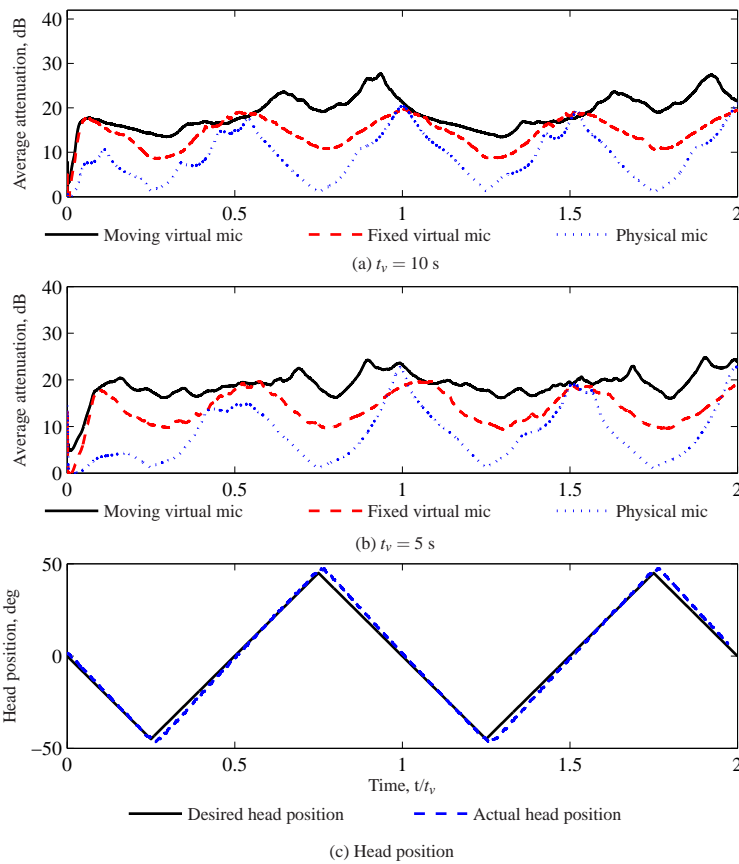 40
30
20
10
0
Average attenuation, dB
0 0.5 1 1.5 2
Moving virtual mic Fixed virtual mic Physical mic
(a) tᵥ = 10 s
40
30
20
10
0
Average attenuation, dB
0 0.5 1 1.5 2
Moving virtual mic Fixed virtual mic Physical mic
(b) tᵥ = 5 s
50
0
−50
Head position, deg
0 0.5 1 1.5 2
Time, t/tᵥ
Desired head position Actual head position
(c) Head position